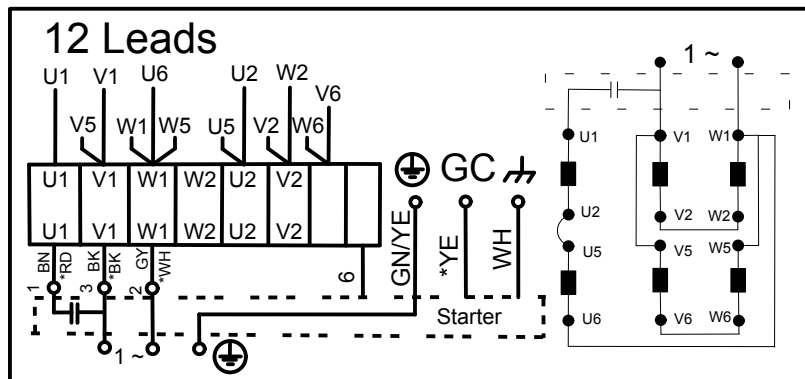 12 Leads
U1 V1 U6 U2 W2 V6
V5 W1 W5 U5 V2 W6
U1 V1 W1 W2 U2 V2
U1 V1 W1 W2 U2 V2
GC
BN *RD BK *BK GY *WH 6 GN/YE *YE WH
1 3 2
Starter
1 ~
1 ~
U1 V1 W1
U2 V2 W2
U5 V5 W5
U6 V6 W6